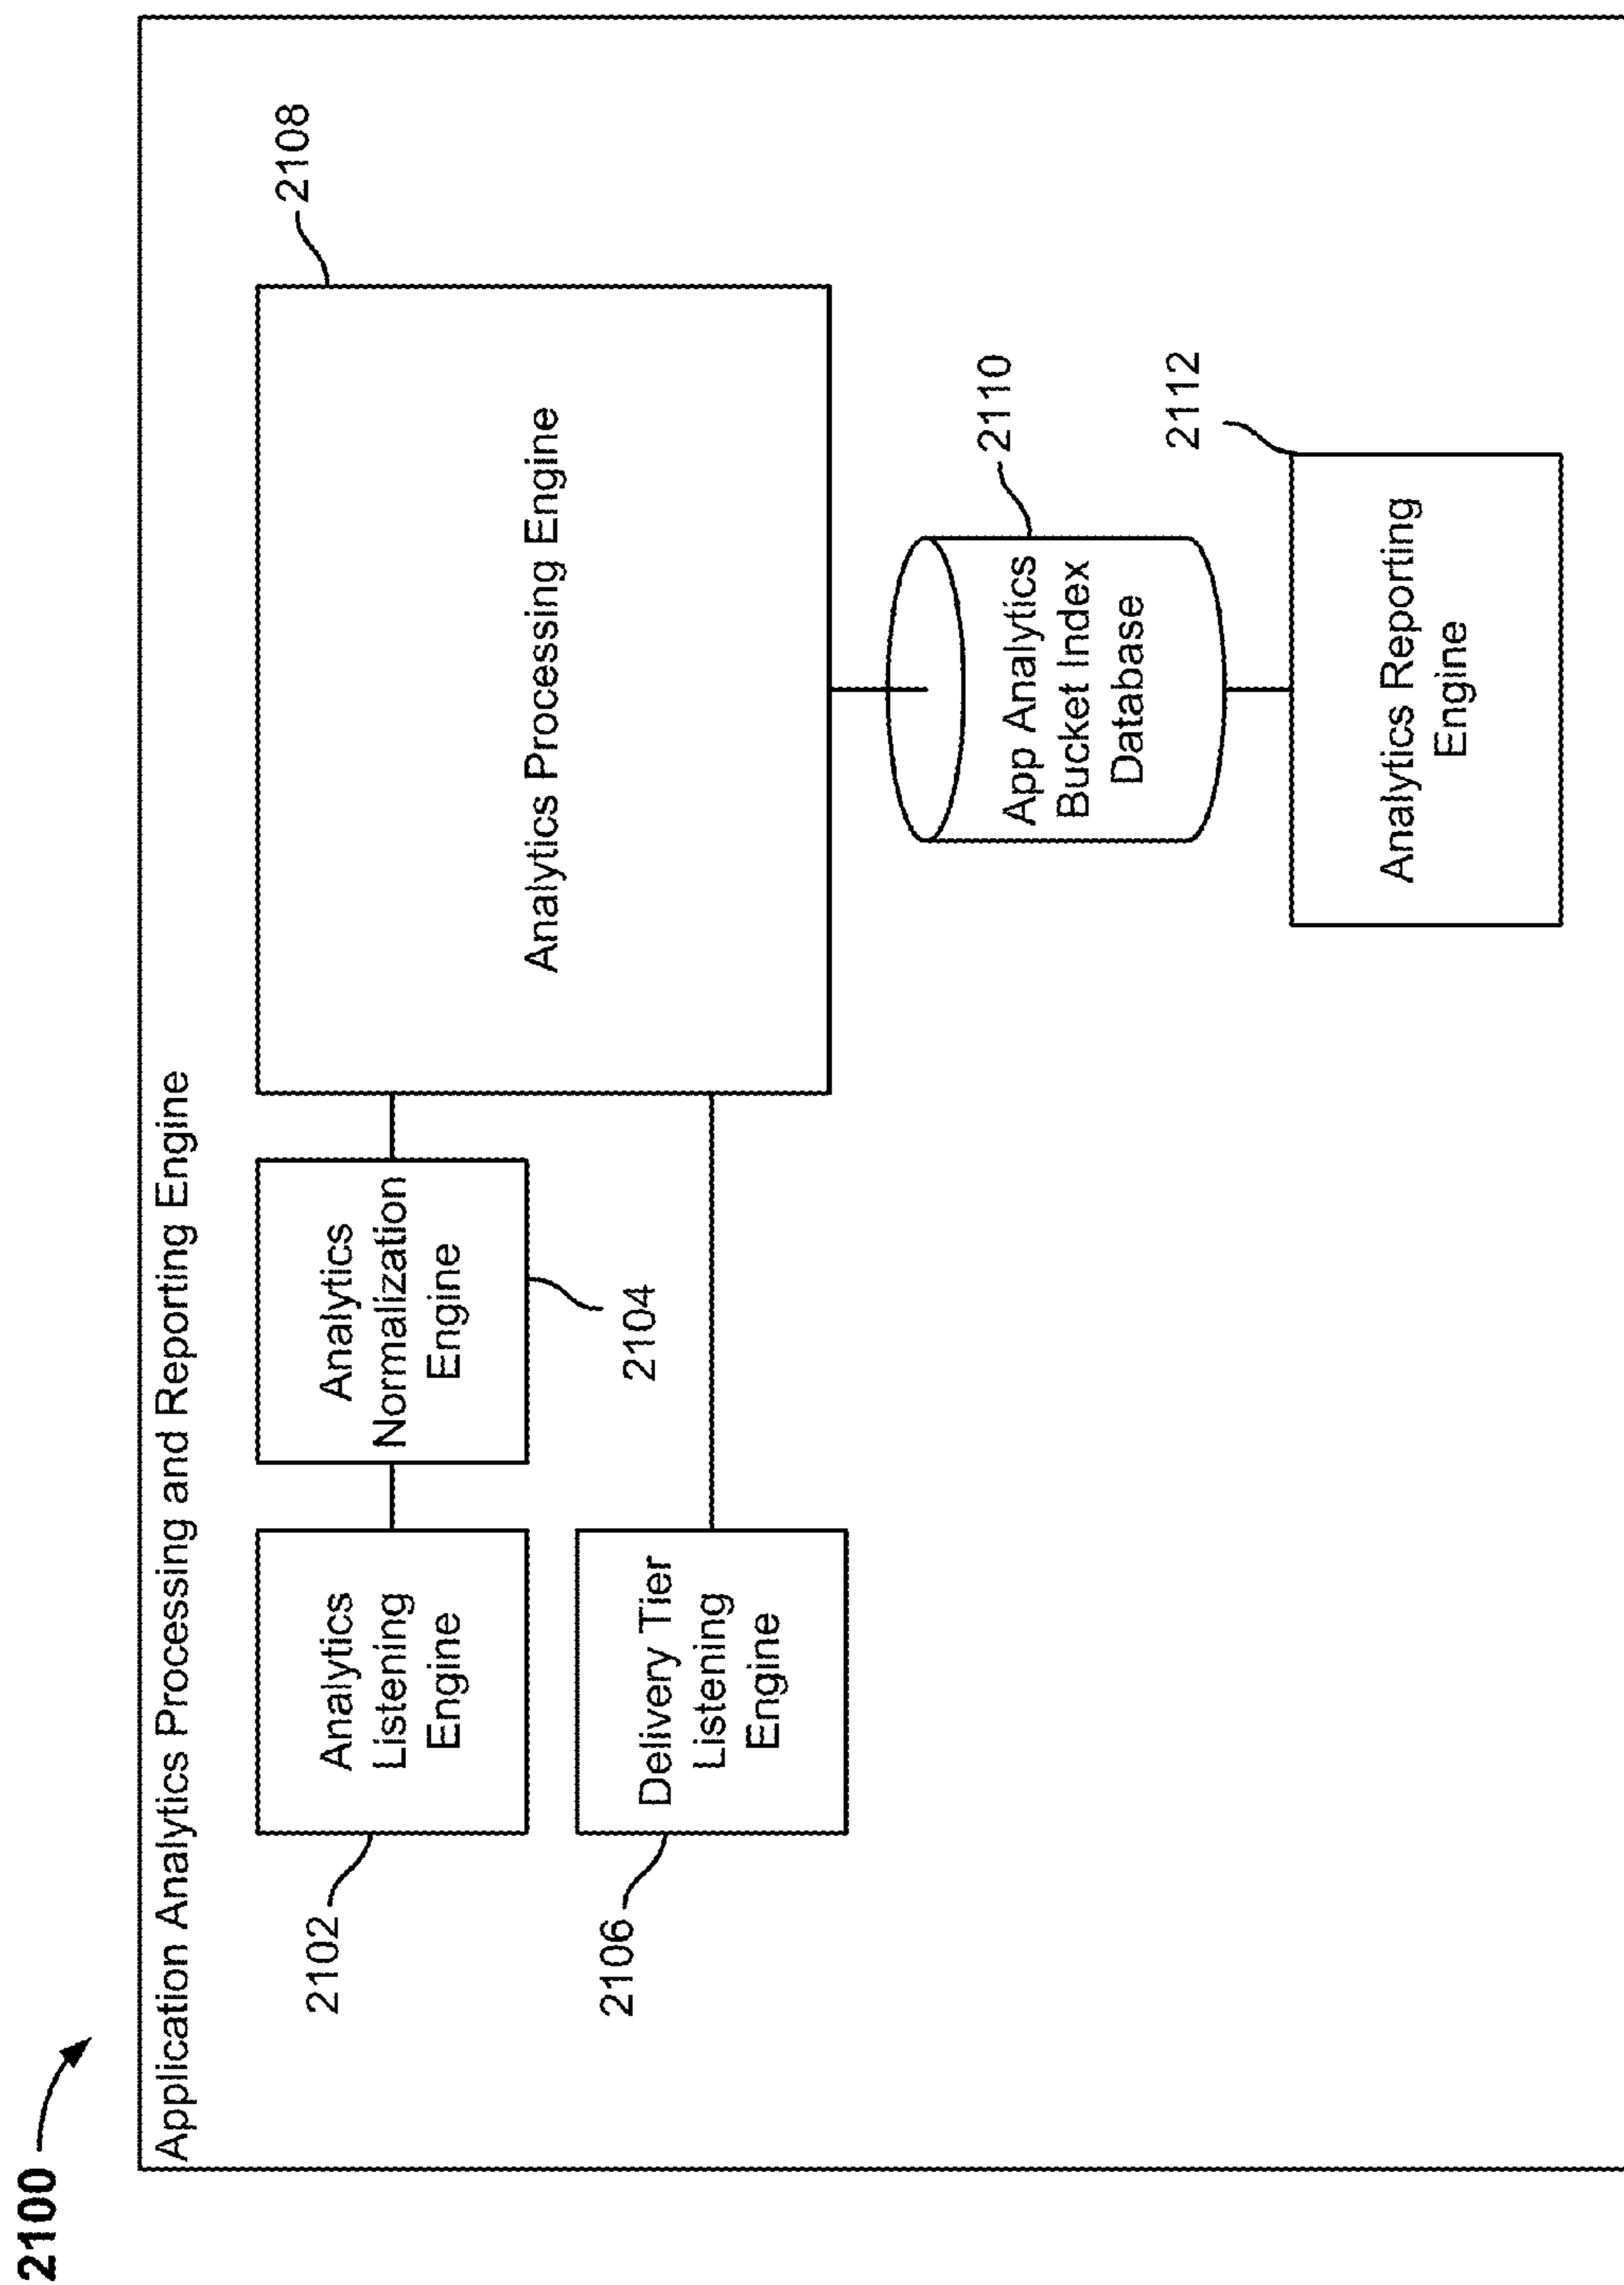 2100
Application Analytics Processing and Reporting Engine
2102
Analytics
Listening
Engine
Analytics
Normalization
Engine
2104
2108
Analytics Processing Engine
2106
Delivery Tier
Listening
Engine
2110
App Analytics
Bucket Index
Database
2112
Analytics Reporting
Engine